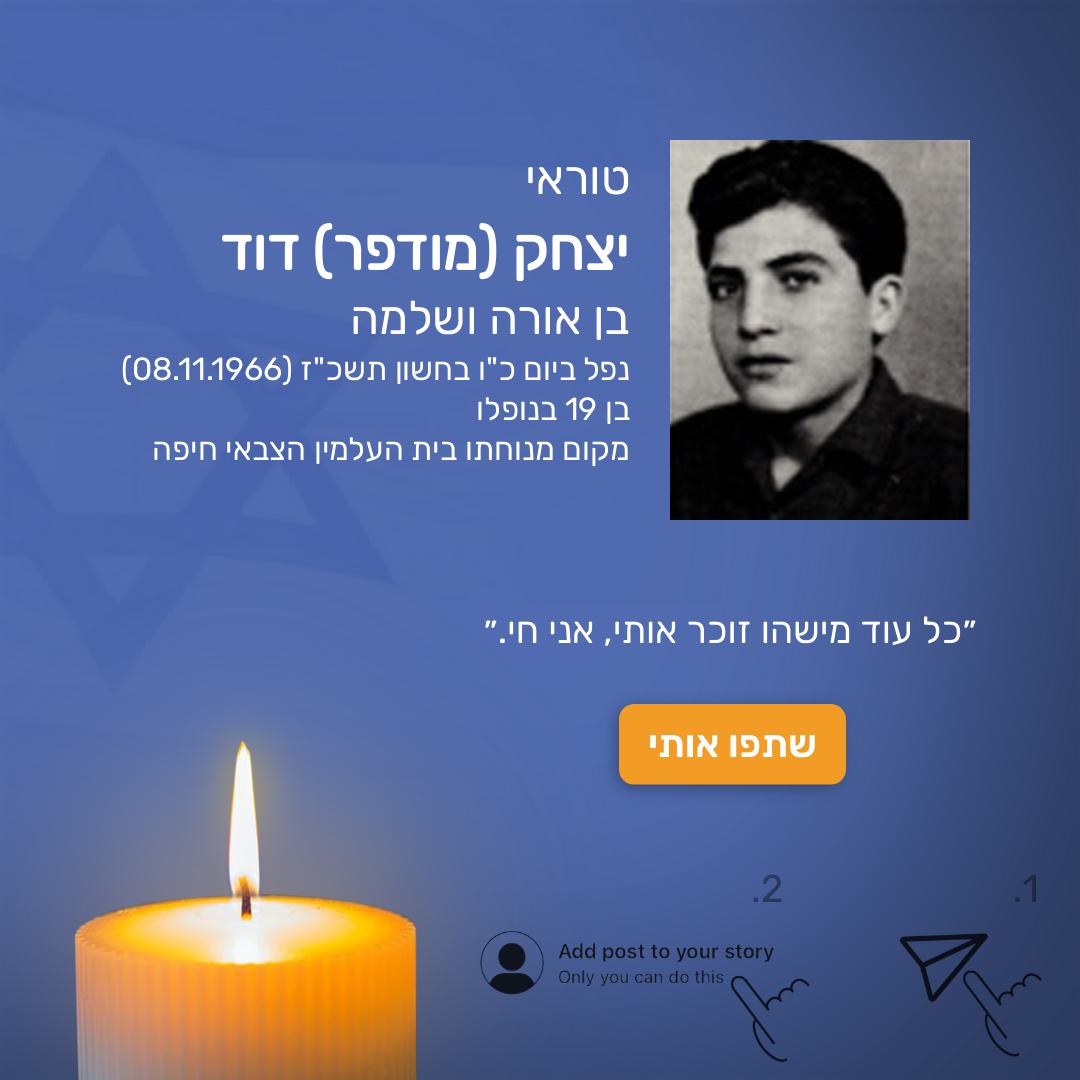 טוראי
יצחק (מודפר) דוד
בן אורה ושלמה
נפל ביום כ"ו בחשון תשכ"ז (08.11.1966)
בן 19 בנופלו
מקום מנוחתו בית העלמין הצבאי חיפה
״כל עוד מישהו זוכר אותי, אני חי.״
שתפו אותי
.1
.2
Add post to your story
Only you can do this